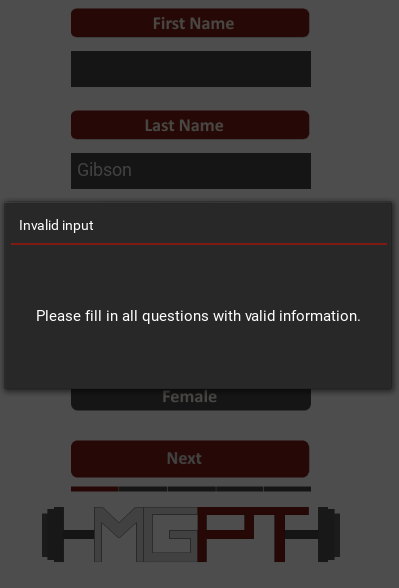 First Name
Last Name
Gibson
Invalid input
Please fill in all questions with valid information.
Female
Next
MGPT